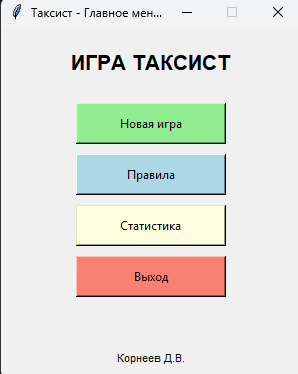 Таксист - Главное мен...
ИГРА ТАКСИСТ
Новая игра
Правила
Статистика
Выход
Корнеев Д.В.